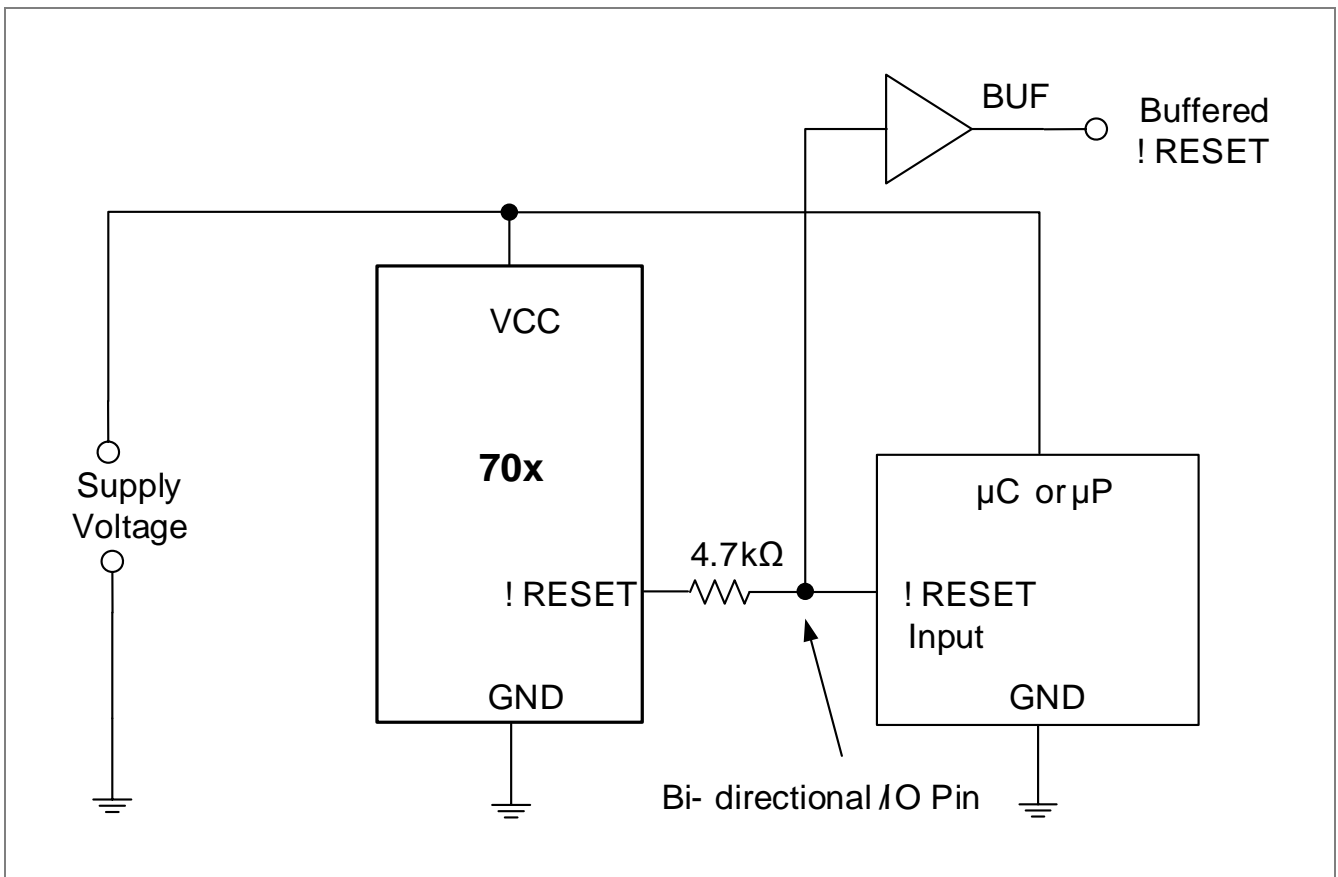 BUF
Buffered
! RESET
VCC
70x
Supply
Voltage
µC or µP
4.7kΩ
! RESET
! RESET
Input
GND
GND
Bi- directional I/O Pin